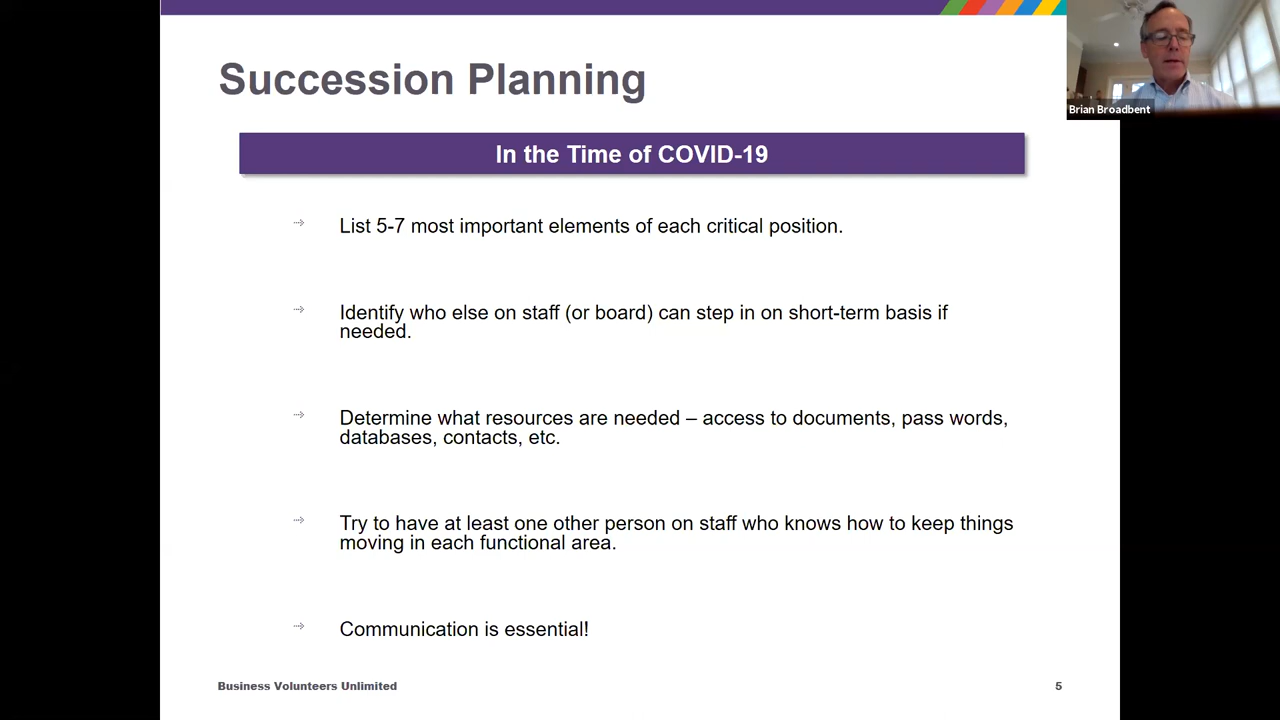 Succession Planning
Brian Broadbent
In the Time of COVID-19
List 5-7 most important elements of each critical position.
Identify who else on staff (or board) can step in on short-term basis if
needed.
Determine what resources are needed – access to documents, pass words,
databases, contacts, etc.
Try to have at least one other person on staff who knows how to keep things
moving in each functional area.
Communication is essential!
Business Volunteers Unlimited
5